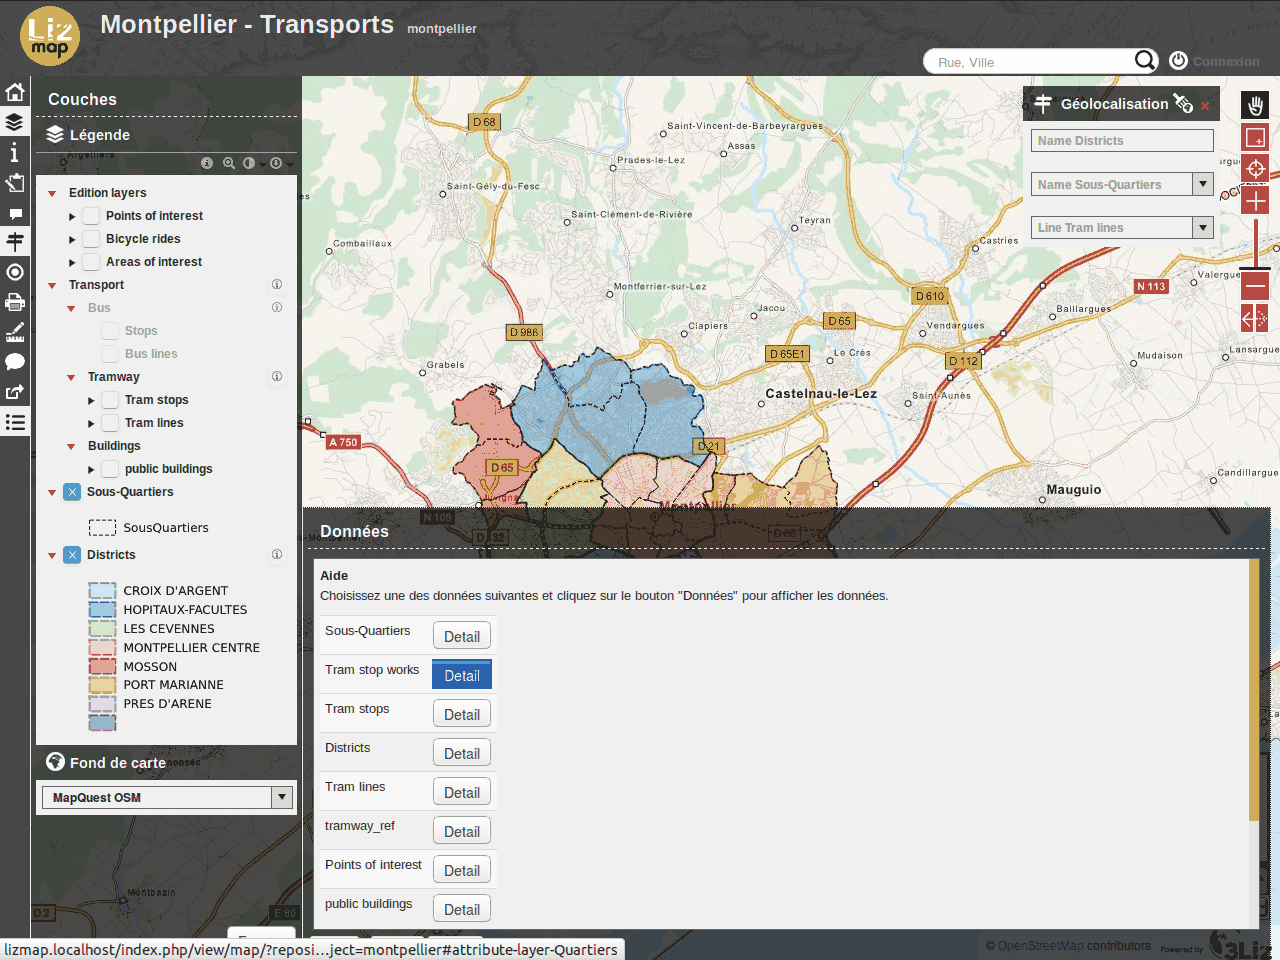 Liz map
Montpellier - Transports montpellier
Rue, Ville
Connexion
Couches
Légende
Edition layers
Points of interest
Bicycle rides
Areas of interest
Transport
Bus
Stops
Bus lines
Tramway
Tram stops
Tram lines
Buildings
public buildings
Sous-Quartiers
SousQuartiers
Districts
CROIX D'ARGENT
HOPITAUX-FACULTES
LES CEVENNES
MONTPELLIER CENTRE
MOSSON
PORT MARIANNE
PRES D'ARENE
Fond de carte
MapQuest OSM
Montbazin
D 2
E 80
Géolocalisation
Name Districts
Name Sous-Quartiers
Line Tram lines
D 68
Saint-Vincent-de-Barbeyrargues
Assas
Prades-le-Lez
Saint-Gély-du-Fesc
Saint-Clément-de-Rivière
Teyran
Combaillaux
Castries
Montferrier-sur-Lez
Valergue
N 113
D 610
Jacou
Baillargues
D 986
Clapiers
D 65
Vendargues
D 65E1
Le Crès
Lansargue
Mudaison
D 112
Grabels
Castelnau-le-Lez
Saint-Aunès
A 750
D 21
D 65
Juvigna
Candillargue
Mauguio
Montpellier
N 109
D 132
D 66
Données
Aide
Choisissez une des données suivantes et cliquez sur le bouton "Données" pour afficher les données.
Sous-Quartiers Detail
Tram stop works Detail
Tram stops Detail
Districts Detail
Tram lines Detail
tramway_ref Detail
Points of interest Detail
public buildings Detail
lizmap.localhost/index.php/view/map/?reposi...ject=montpellier#attribute-layer-Quartiers
© OpenStreetMap contributors
Powered by
3Liz